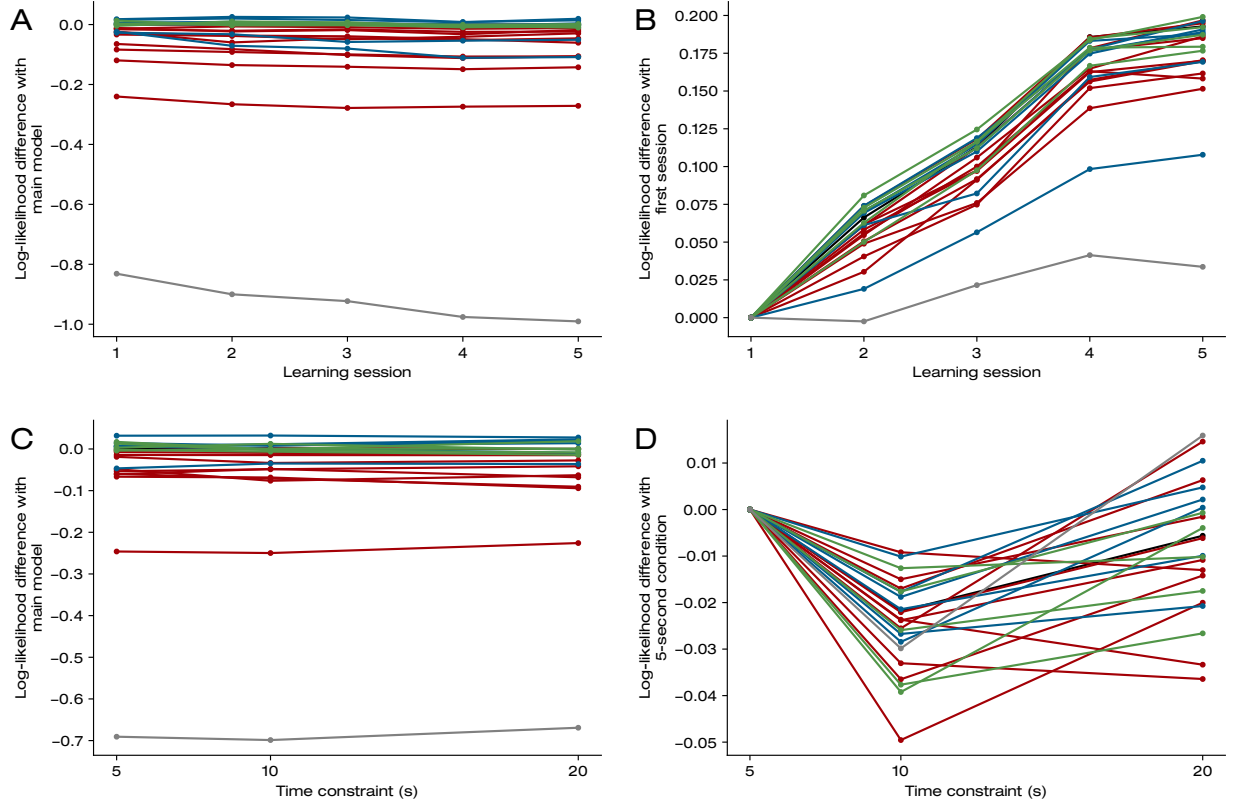 A
Log-likelihood difference with
main model
0.0
−0.2
−0.4
−0.6
−0.8
−1.0
1
2
3
4
5
Learning session
B
Log-likelihood difference with
first session
0.200
0.175
0.150
0.125
0.100
0.075
0.050
0.025
0.000
1
2
3
4
5
Learning session
C
Log-likelihood difference with
main model
0.0
−0.1
−0.2
−0.3
−0.4
−0.5
−0.6
−0.7
5
10
20
Time constraint (s)
D
Log-likelihood difference with
5-second condition
0.01
0.00
−0.01
−0.02
−0.03
−0.04
−0.05
5
10
20
Time constraint (s)